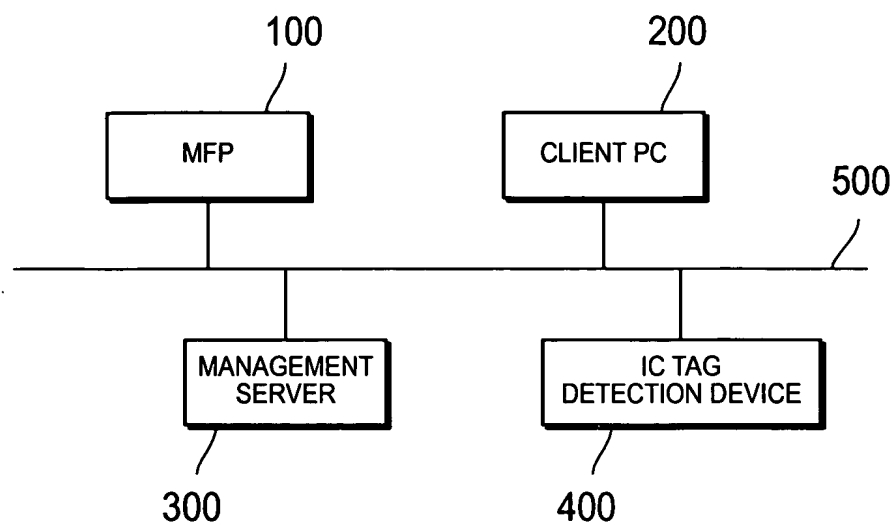 100
200
MFP
CLIENT PC
500
MANAGEMENT
SERVER
IC TAG
DETECTION DEVICE
300
400